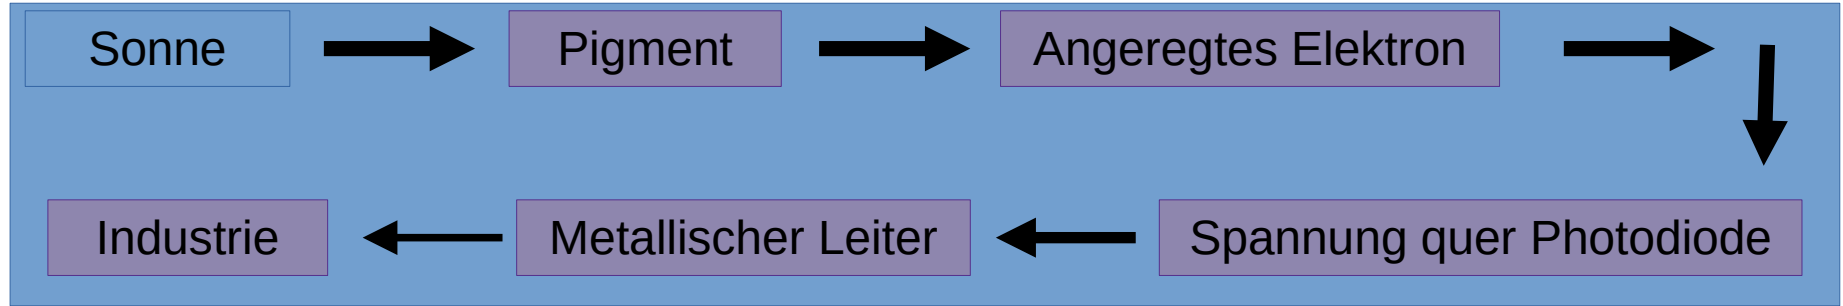 Sonne
Pigment
Angeregtes Elektron
Spannung quer Photodiode
Metallischer Leiter
Industrie